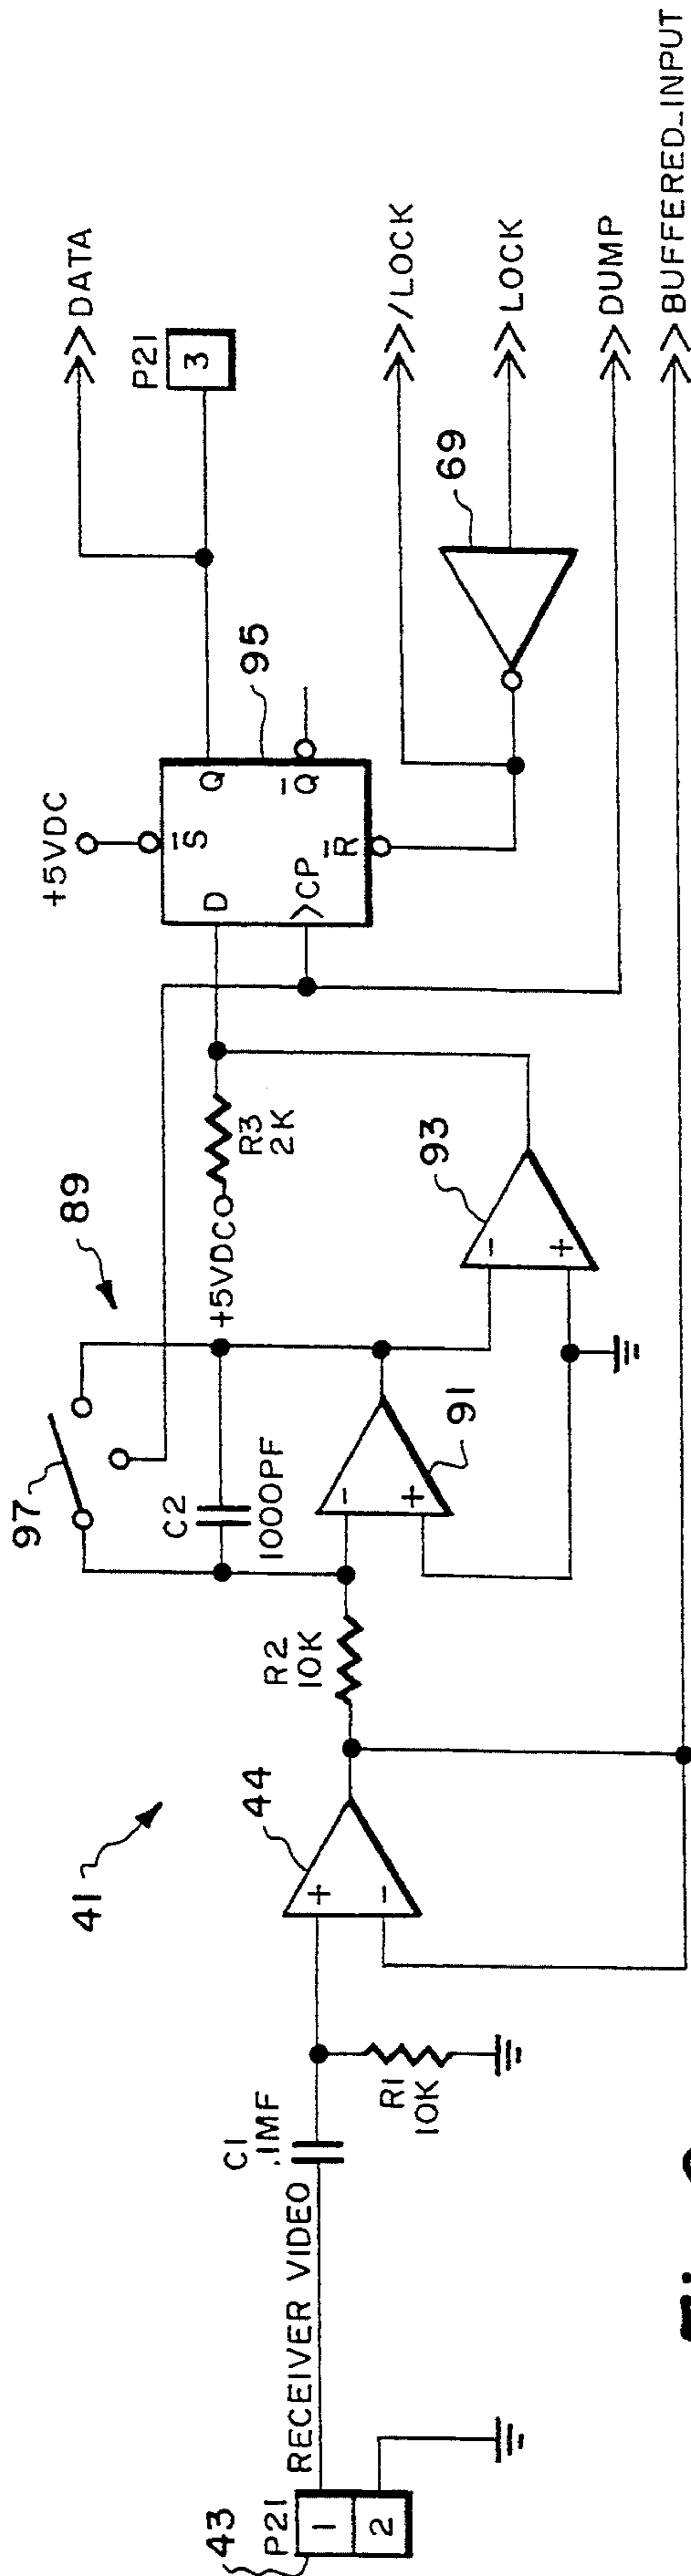 43
P21
1
2
RECEIVER VIDEO
C1
.1MF
R1
10K
41
44
+
-
R2
10K
97
C2
1000PF
89
-
+
91
+5VDC
R3
2K
93
-
+
+5VDC
S
D
Q
>CP
Q
R
95
69
P21
3
DATA
/LOCK
LOCK
DUMP
BUFFERED_INPUT